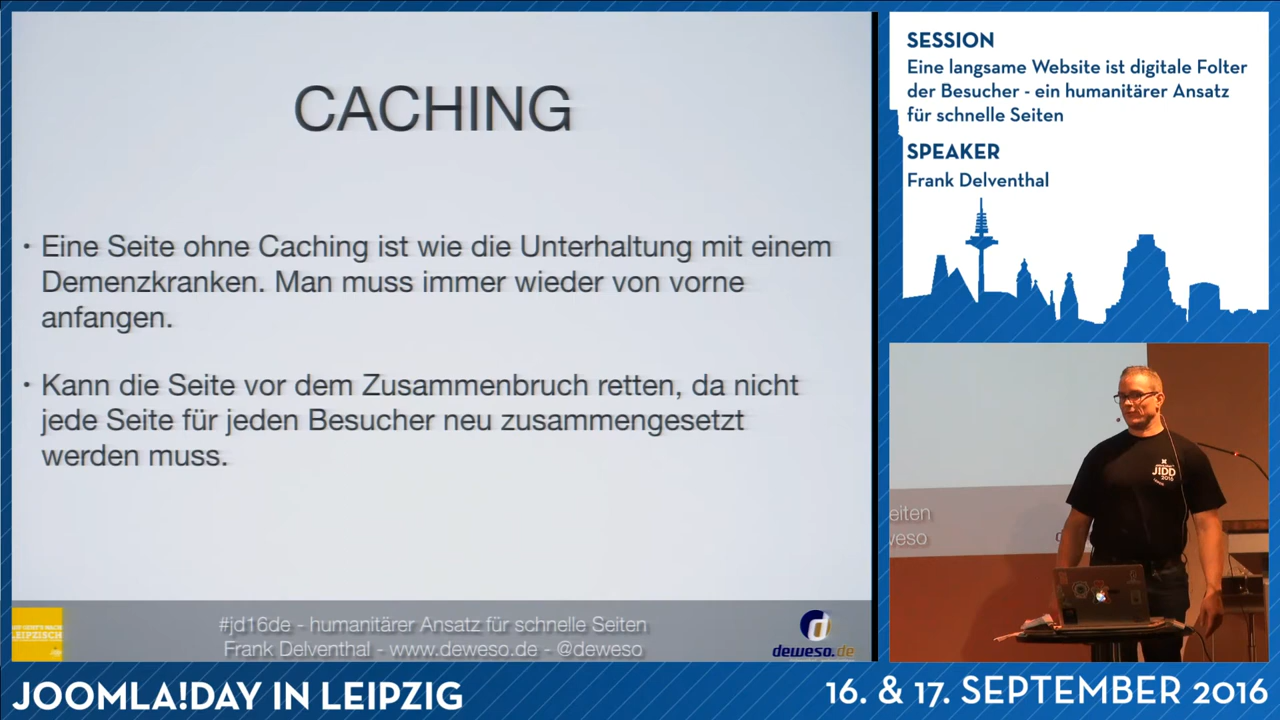 CACHING
• Eine Seite ohne Caching ist wie die Unterhaltung mit einem
Demenzkranken. Man muss immer wieder von vorne
anfangen.
• Kann die Seite vor dem Zusammenbruch retten, da nicht
jede Seite für jeden Besucher neu zusammengesetzt
werden muss.
#jd16de - humanitärer Ansatz für schnelle Seiten
Frank Delventhal - www.deweso.de - @deweso
LEIPZISCH
d
deweso.de
SESSION
Eine langsame Website ist digitale Folter
der Besucher - ein humanitärer Ansatz
für schnelle Seiten
SPEAKER
Frank Delventhal
JIDD
2016
eiten
weso
JOOMLA!DAY IN LEIPZIG
16. & 17. SEPTEMBER 2016